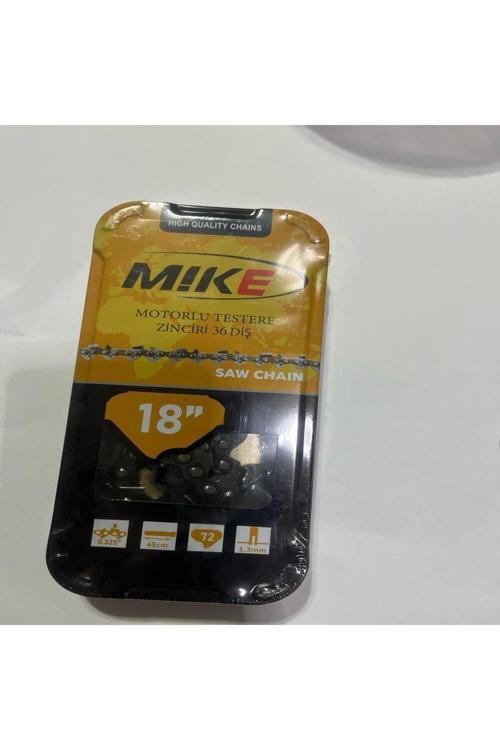 HIGH QUALITY CHAINS
M!KE
MOTORLU TESTERE
ZİNCİRİ 36 DİŞ
SAW CHAIN
18"
0.325"
45cm
72
1.3mm